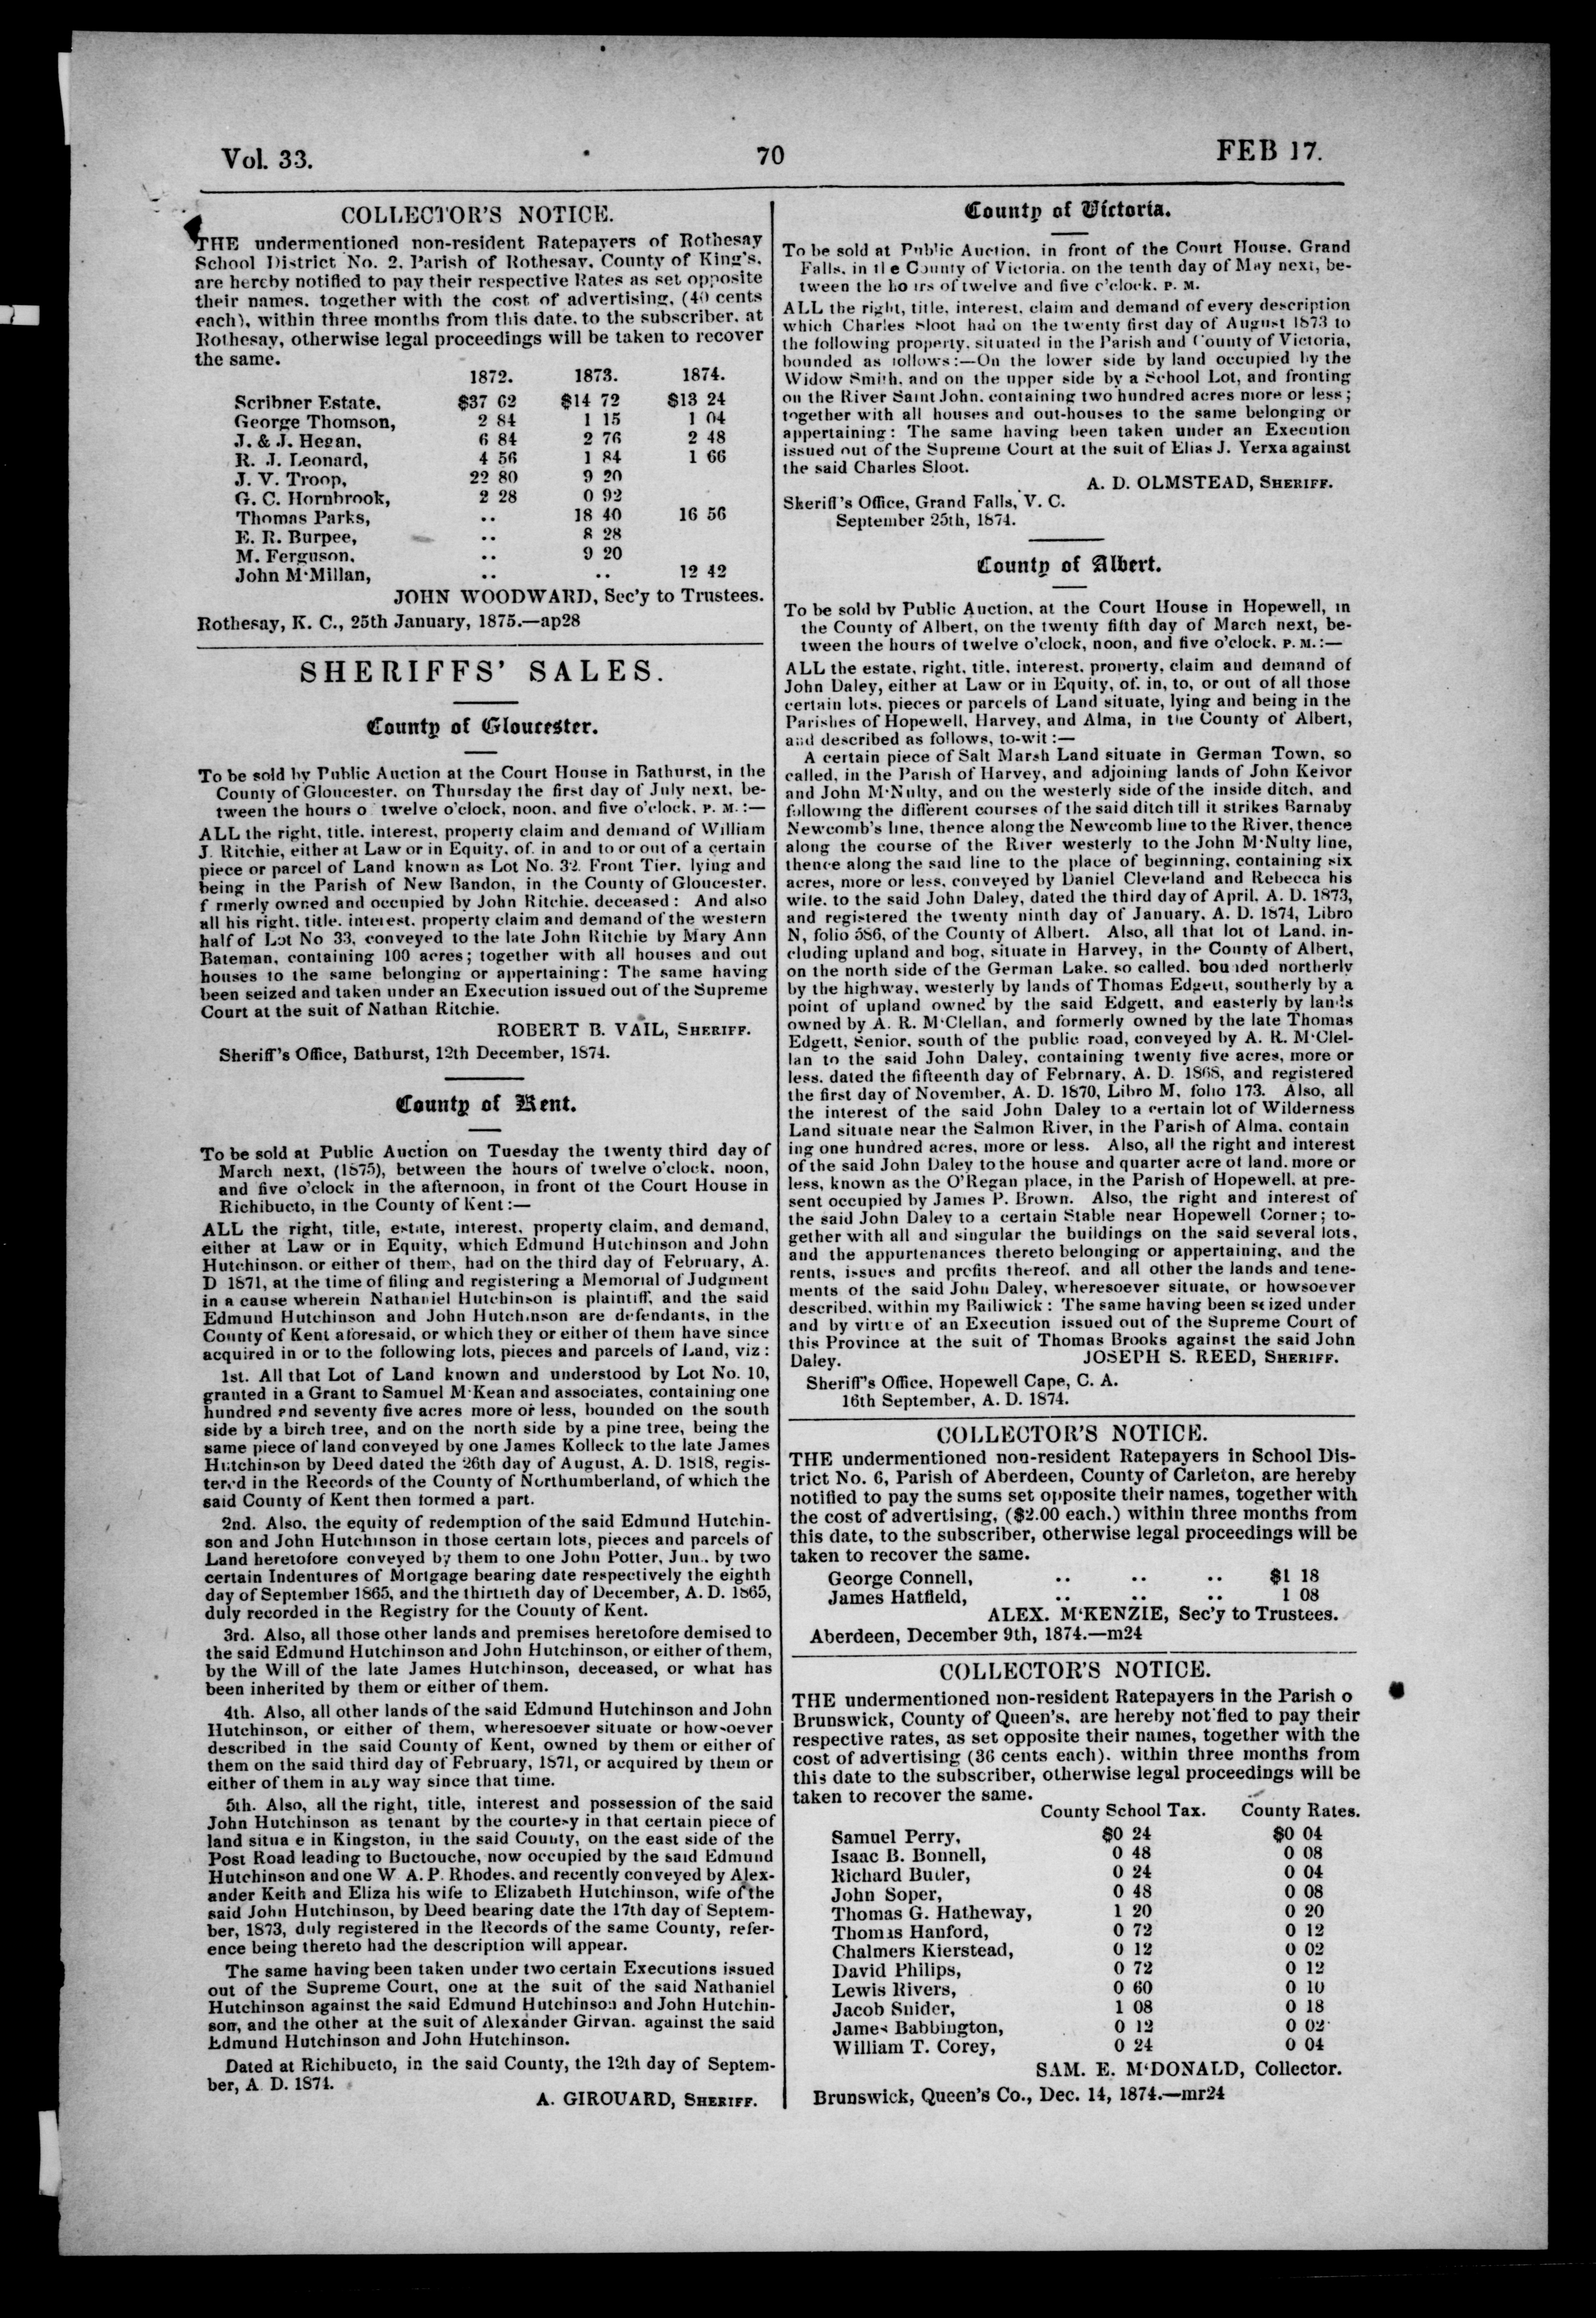 Vol. 33.
70
FEB 17.
COLLECTOR'S NOTICE.
THE undermentioned non-resident Ratepayers of Rothesay
School District No. 2, Parish of Rothesay, County of King's,
are hereby notified to pay their respective Rates as set opposite
their names, together with the cost of advertising, (40 cents
each), within three months from this date, to the subscriber, at
Rothesay, otherwise legal proceedings will be taken to recover
the same.
1872. 1873. 1874.
Scribner Estate, $37 62 $14 72 $13 24
George Thomson, 2 84 1 15 1 04
J. & J. Hegan, 6 84 2 76 2 48
R. J. Leonard, 4 56 1 84 1 66
J. V. Troop, 22 80 9 20
G. C. Hornbrook, 2 28 0 92
Thomas Parks, .. 18 40 16 56
E. R. Burpee, .. 8 28
M. Ferguson, .. 9 20
John M'Millan, .. .. 12 42
JOHN WOODWARD, Sec'y to Trustees.
Rothesay, K. C., 25th January, 1875.—ap28
SHERIFFS' SALES.
County of Gloucester.
To be sold by Public Auction at the Court House in Bathurst, in the
County of Gloucester, on Thursday the first day of July next, be-
tween the hours o twelve o'clock, noon, and five o'clock, P. M. :—
ALL the right, title, interest, property claim and demand of William
J. Ritchie, either at Law or in Equity, of, in and to or out of a certain
piece or parcel of Land known as Lot No. 32, Front Tier, lying and
being in the Parish of New Bandon, in the County of Gloucester,
f rmerly owned and occupied by John Ritchie, deceased : And also
all his right, title, interest, property claim and demand of the western
half of Lot No 33, conveyed to the late John Ritchie by Mary Ann
Bateman, containing 100 acres; together with all houses and out
houses to the same belonging or appertaining: The same having
been seized and taken under an Execution issued out of the Supreme
Court at the suit of Nathan Ritchie.
ROBERT B. VAIL, SHERIFF.
Sheriff's Office, Bathurst, 12th December, 1874.
County of Kent.
To be sold at Public Auction on Tuesday the twenty third day of
March next, (1875), between the hours of twelve o'clock, noon,
and five o'clock in the afternoon, in front of the Court House in
Richibucto, in the County of Kent :—
ALL the right, title, estate, interest, property claim, and demand,
either at Law or in Equity, which Edmund Hutchinson and John
Hutchinson, or either of them, had on the third day of February, A.
D 1871, at the time of filing and registering a Memorial of Judgment
in a cause wherein Nathaniel Hutchinson is plaintiff, and the said
Edmund Hutchinson and John Hutchinson are defendants, in the
County of Kent aforesaid, or which they or either of them have since
acquired in or to the following lots, pieces and parcels of Land, viz :
1st. All that Lot of Land known and understood by Lot No. 10,
granted in a Grant to Samuel M'Kean and associates, containing one
hundred and seventy five acres more or less, bounded on the south
side by a birch tree, and on the north side by a pine tree, being the
same piece of land conveyed by one James Kolleck to the late James
Hutchinson by Deed dated the 26th day of August, A. D. 1818, regis-
tered in the Records of the County of Northumberland, of which the
said County of Kent then formed a part.
2nd. Also, the equity of redemption of the said Edmund Hutchin-
son and John Hutchinson in those certain lots, pieces and parcels of
Land heretofore conveyed by them to one John Potter, Jun., by two
certain Indentures of Mortgage bearing date respectively the eighth
day of September 1865, and the thirtieth day of December, A. D. 1865,
duly recorded in the Registry for the County of Kent.
3rd. Also, all those other lands and premises heretofore demised to
the said Edmund Hutchinson and John Hutchinson, or either of them,
by the Will of the late James Hutchinson, deceased, or what has
been inherited by them or either of them.
4th. Also, all other lands of the said Edmund Hutchinson and John
Hutchinson, or either of them, wheresoever situate or howsoever
described in the said County of Kent, owned by them or either of
them on the said third day of February, 1871, or acquired by them or
either of them in any way since that time.
5th. Also, all the right, title, interest and possession of the said
John Hutchinson as tenant by the courtesy in that certain piece of
land situa e in Kingston, in the said County, on the east side of the
Post Road leading to Buctouche, now occupied by the said Edmund
Hutchinson and one W A. P. Rhodes, and recently conveyed by Alex-
ander Keith and Eliza his wife to Elizabeth Hutchinson, wife of the
said John Hutchinson, by Deed bearing date the 17th day of Septem-
ber, 1873, duly registered in the Records of the same County, refer-
ence being thereto had the description will appear.
The same having been taken under two certain Executions issued
out of the Supreme Court, one at the suit of the said Nathaniel
Hutchinson against the said Edmund Hutchinson and John Hutchin-
son, and the other at the suit of Alexander Girvan, against the said
Edmund Hutchinson and John Hutchinson.
Dated at Richibucto, in the said County, the 12th day of Septem-
ber, A. D. 1874.
A. GIROUARD, SHERIFF.
County of Victoria.
To be sold at Public Auction, in front of the Court House, Grand
Falls, in tl e County of Victoria, on the tenth day of May next, be-
tween the ho irs of twelve and five o'clock, P. M.
ALL the right, title, interest, claim and demand of every description
which Charles Sloot had on the twenty first day of August 1873 to
the following property, situated in the Parish and County of Victoria,
bounded as follows :—On the lower side by land occupied by the
Widow Smith, and on the upper side by a School Lot, and fronting
on the River Saint John, containing two hundred acres more or less ;
together with all houses and out-houses to the same belonging or
appertaining: The same having been taken under an Execution
issued out of the Supreme Court at the suit of Elias J. Yerxa against
the said Charles Sloot.
A. D. OLMSTEAD, SHERIFF.
Sheriff's Office, Grand Falls, V. C.
September 25th, 1874.
County of Albert.
To be sold by Public Auction, at the Court House in Hopewell, in
the County of Albert, on the twenty fifth day of March next, be-
tween the hours of twelve o'clock, noon, and five o'clock, P. M. :—
ALL the estate, right, title, interest, property, claim and demand of
John Daley, either at Law or in Equity, of, in, to, or out of all those
certain lots, pieces or parcels of Land situate, lying and being in the
Parishes of Hopewell, Harvey, and Alma, in the County of Albert,
and described as follows, to-wit :—
A certain piece of Salt Marsh Land situate in German Town, so
called, in the Parish of Harvey, and adjoining lands of John Keivor
and John M'Nulty, and on the westerly side of the inside ditch, and
following the different courses of the said ditch till it strikes Barnaby
Newcomb's line, thence along the Newcomb line to the River, thence
along the course of the River westerly to the John M'Nulty line,
thence along the said line to the place of beginning, containing six
acres, more or less, conveyed by Daniel Cleveland and Rebecca his
wife, to the said John Daley, dated the third day of April, A. D. 1873,
and registered the twenty ninth day of January, A. D. 1874, Libro
N, folio 586, of the County of Albert. Also, all that lot of Land, in-
cluding upland and bog, situate in Harvey, in the County of Albert,
on the north side of the German Lake, so called, bou ided northerly
by the highway, westerly by lands of Thomas Edgett, southerly by a
point of upland owned by the said Edgett, and easterly by lands
owned by A. R. M'Clellan, and formerly owned by the late Thomas
Edgett, Senior, south of the public road, conveyed by A. R. M'Clel-
lan to the said John Daley, containing twenty five acres, more or
less, dated the fifteenth day of February, A. D. 1868, and registered
the first day of November, A. D. 1870, Libro M, folio 173. Also, all
the interest of the said John Daley to a certain lot of Wilderness
Land situate near the Salmon River, in the Parish of Alma, contain
ing one hundred acres, more or less. Also, all the right and interest
of the said John Daley to the house and quarter acre of land, more or
less, known as the O'Regan place, in the Parish of Hopewell, at pre-
sent occupied by James P. Brown. Also, the right and interest of
the said John Daley to a certain Stable near Hopewell Corner; to-
gether with all and singular the buildings on the said several lots,
and the appurtenances thereto belonging or appertaining, and the
rents, issues and profits thereof, and all other the lands and tene-
ments of the said John Daley, wheresoever situate, or howsoever
described, within my Bailiwick : The same having been seized under
and by virtue of an Execution issued out of the Supreme Court of
this Province at the suit of Thomas Brooks against the said John
Daley. JOSEPH S. REED, SHERIFF.
Sheriff's Office, Hopewell Cape, C. A.
16th September, A. D. 1874.
COLLECTOR'S NOTICE.
THE undermentioned non-resident Ratepayers in School Dis-
trict No. 6, Parish of Aberdeen, County of Carleton, are hereby
notified to pay the sums set opposite their names, together with
the cost of advertising, ($2.00 each,) within three months from
this date, to the subscriber, otherwise legal proceedings will be
taken to recover the same.
George Connell, .. .. .. $1 18
James Hatfield, .. .. .. 1 08
ALEX. M'KENZIE, Sec'y to Trustees.
Aberdeen, December 9th, 1874.—m24
COLLECTOR'S NOTICE.
THE undermentioned non-resident Ratepayers in the Parish o
Brunswick, County of Queen's, are hereby notified to pay their
respective rates, as set opposite their names, together with the
cost of advertising (36 cents each), within three months from
this date to the subscriber, otherwise legal proceedings will be
taken to recover the same.
County School Tax. County Rates.
Samuel Perry, $0 24 $0 04
Isaac B. Bonnell, 0 48 0 08
Richard Butler, 0 24 0 04
John Soper, 0 48 0 08
Thomas G. Hatheway, 1 20 0 20
Thomas Hanford, 0 72 0 12
Chalmers Kierstead, 0 12 0 02
David Philips, 0 72 0 12
Lewis Rivers, 0 60 0 10
Jacob Snider, 1 08 0 18
James Babbington, 0 12 0 02
William T. Corey, 0 24 0 04
SAM. E. M'DONALD, Collector.
Brunswick, Queen's Co., Dec. 14, 1874.—mr24